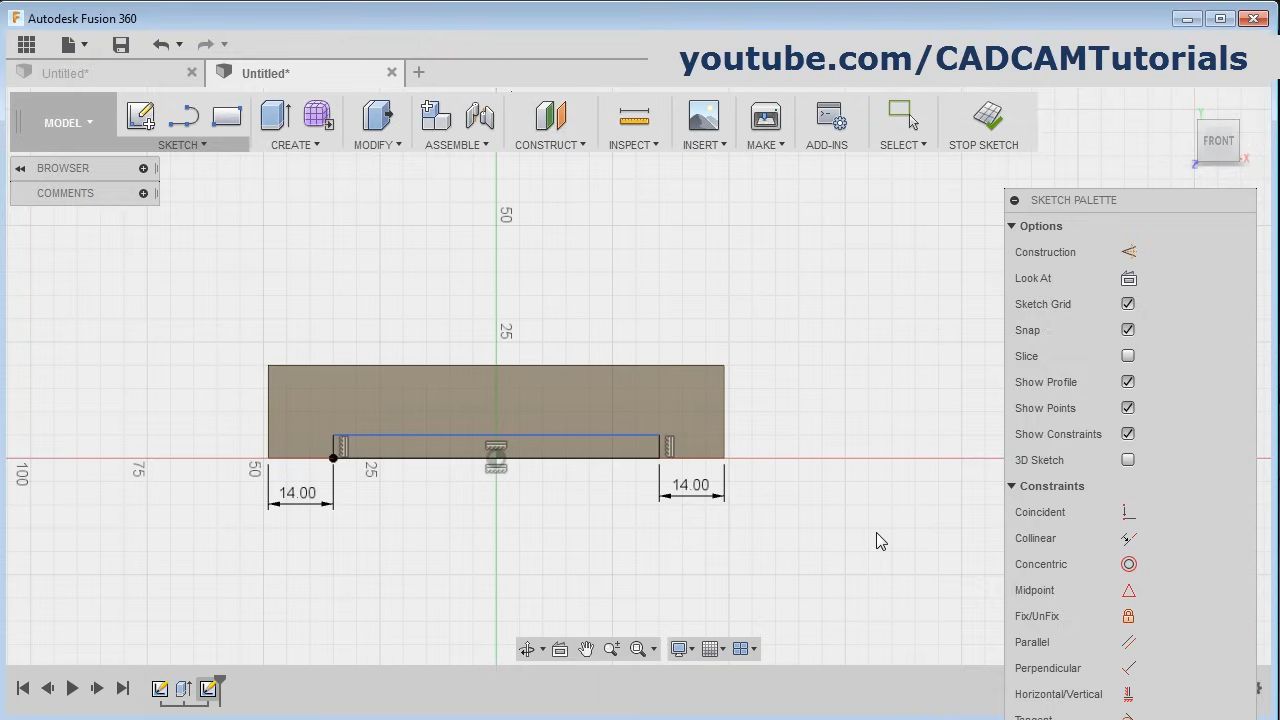 Autodesk Fusion 360
youtube.com/CADCAMTutorials
Untitled*
Untitled*
MODEL
SKETCH
CREATE
MODIFY
ASSEMBLE
CONSTRUCT
INSPECT
INSERT
MAKE
ADD-INS
SELECT
STOP SKETCH
FRONT
Y
X
Z
BROWSER
COMMENTS
SKETCH PALETTE
Options
Construction
Look At
Sketch Grid
Snap
Slice
Show Profile
Show Points
Show Constraints
3D Sketch
Constraints
Coincident
Collinear
Concentric
Midpoint
Fix/UnFix
Parallel
Perpendicular
Horizontal/Vertical
Tangent
50
25
100
75
50
25
14.00
14.00